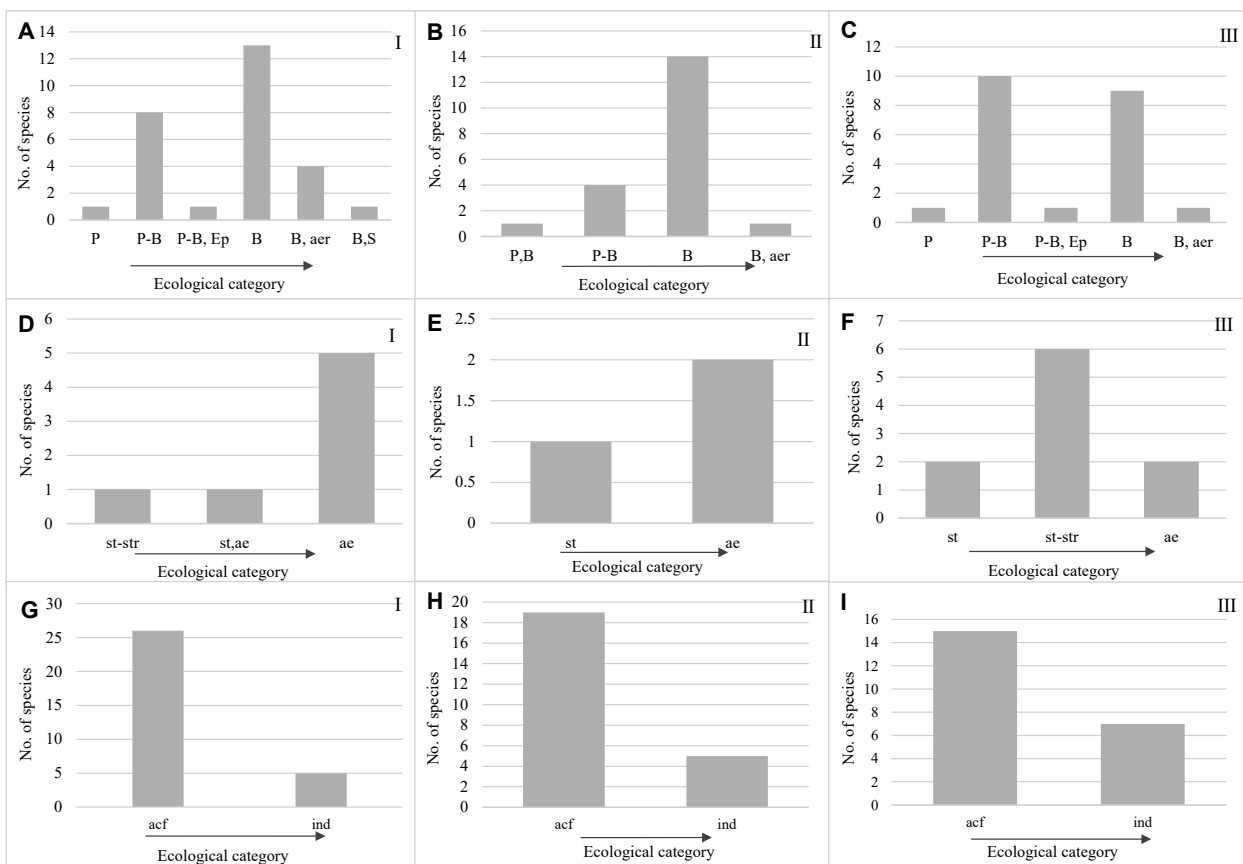 A
I
14
12
10
8
6
4
2
0
No. of species
P
P-B
P-B, Ep
B
B, aer
B,S
Ecological category
B
II
16
14
12
10
8
6
4
2
0
No. of species
P,B
P-B
B
B, aer
Ecological category
C
III
12
10
8
6
4
2
0
No. of species
P
P-B
P-B, Ep
B
B, aer
Ecological category
D
I
6
5
4
3
2
1
0
No. of species
st-str
st,ae
ae
Ecological category
E
II
2.5
2
1.5
1
0.5
0
No. of species
st
ae
Ecological category
F
III
7
6
5
4
3
2
1
0
No. of species
st
st-str
ae
Ecological category
G
I
30
25
20
15
10
5
0
No. of species
acf
ind
Ecological category
H
II
20
18
16
14
12
10
8
6
4
2
0
No. of species
acf
ind
Ecological category
I
III
16
14
12
10
8
6
4
2
0
No. of species
acf
ind
Ecological category